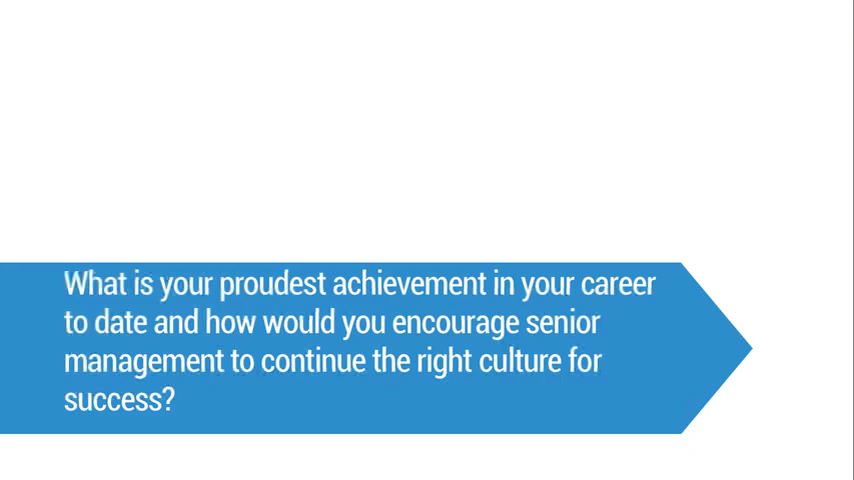 What is your proudest achievement in your career
to date and how would you encourage senior
management to continue the right culture for
success?